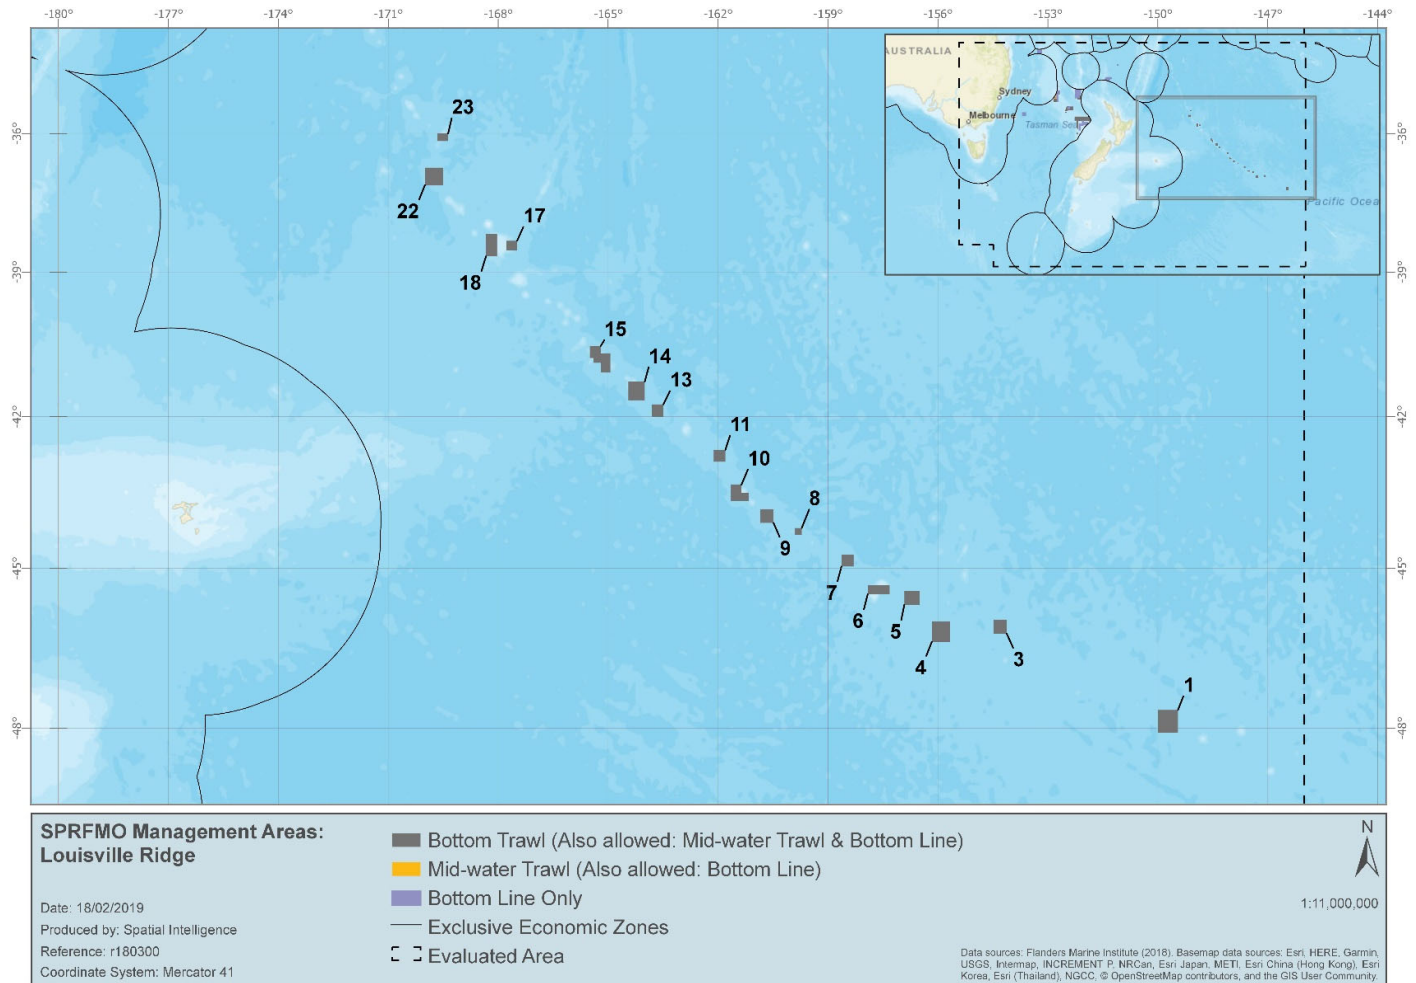 -180° -177° -174° -171° -168° -165° -162° -159° -156° -153° -150° -147° -144°
AUSTRALIA
Sydney
Melbourne
Tasman Sea
Pacific Ocea
-36° -36°
-39° -39°
-42° -42°
-45° -45°
-48° -48°
23
22
17
18
15
14
13
11
10
8
9
7
6
5
4
3
1
SPRFMO Management Areas:
Louisville Ridge
Date: 18/02/2019
Produced by: Spatial Intelligence
Reference: r180300
Coordinate System: Mercator 41
Bottom Trawl (Also allowed: Mid-water Trawl & Bottom Line)
Mid-water Trawl (Also allowed: Bottom Line)
Bottom Line Only
Exclusive Economic Zones
Evaluated Area
N
1:11,000,000
Data sources: Flanders Marine Institute (2018). Basemap data sources: Esri, HERE, Garmin,
USGS, Intermap, INCREMENT P, NRCan, Esri Japan, METI, Esri China (Hong Kong), Esri
Korea, Esri (Thailand), NGCC, © OpenStreetMap contributors, and the GIS User Community.